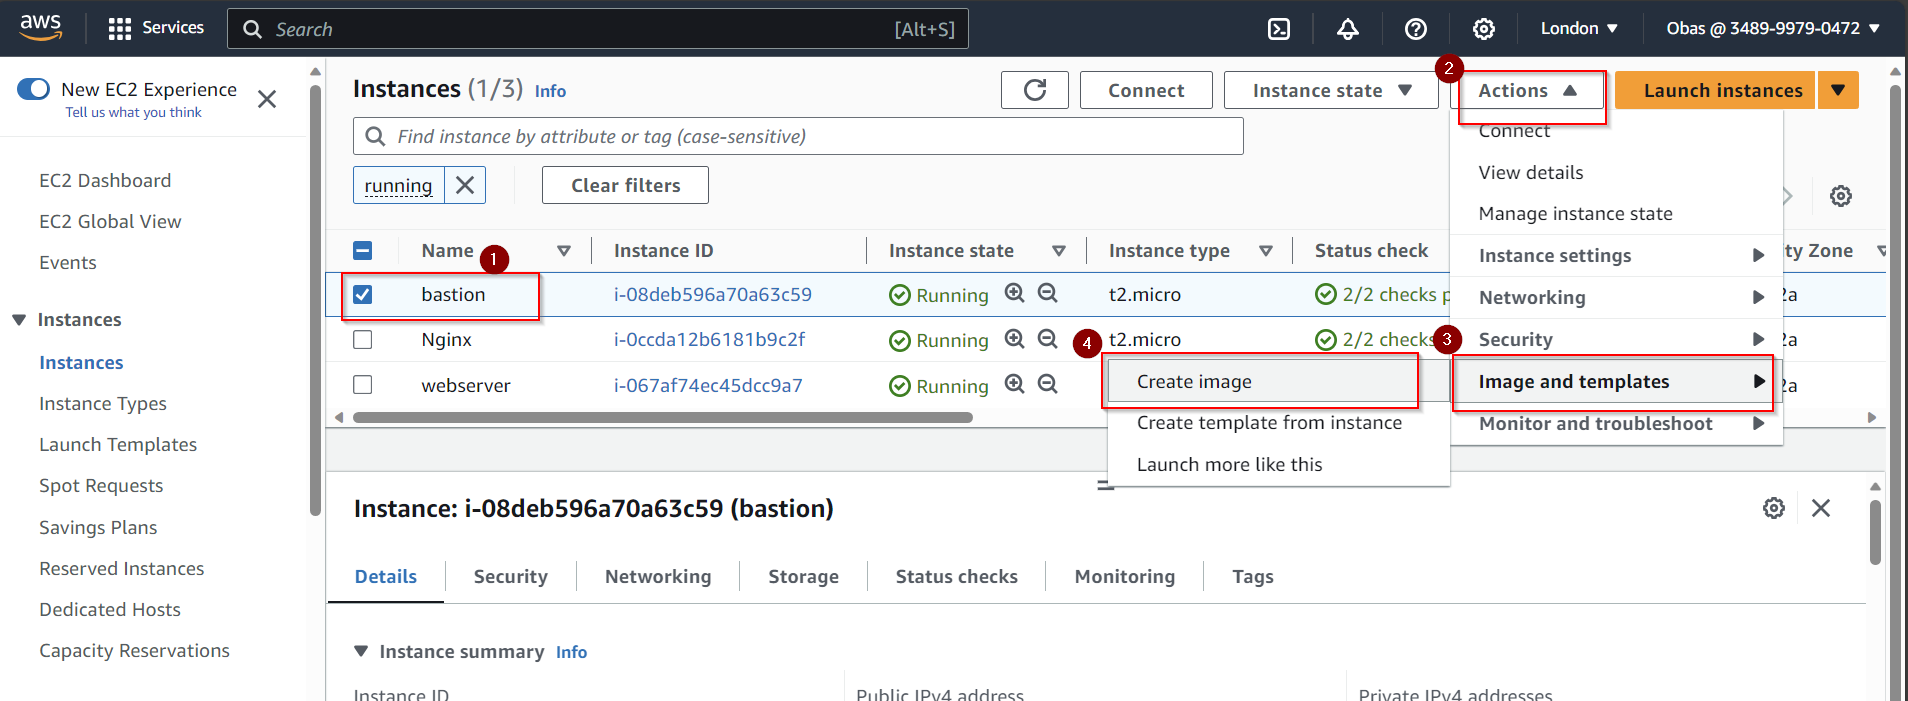 aws
Services
Search
[Alt+S]
London
Obas @ 3489-9979-0472
New EC2 Experience
Tell us what you think
EC2 Dashboard
EC2 Global View
Events
Instances
Instances
Instance Types
Launch Templates
Spot Requests
Savings Plans
Reserved Instances
Dedicated Hosts
Capacity Reservations
Instances (1/3) Info
Connect
Instance state
2
Actions
Launch instances
Find instance by attribute or tag (case-sensitive)
running
Clear filters
Connect
View details
Manage instance state
Instance settings
Networking
3
Security
Image and templates
Monitor and troubleshoot
4
Create image
Create template from instance
Launch more like this
1
Name Instance ID Instance state Instance type Status check ty Zone
bastion i-08deb596a70a63c59 Running t2.micro 2/2 checks p 2a
Nginx i-0ccda12b6181b9c2f Running t2.micro 2/2 checks 2a
webserver i-067af74ec45dcc9a7 Running 2a
Instance: i-08deb596a70a63c59 (bastion)
Details Security Networking Storage Status checks Monitoring Tags
Instance summary Info
Instance ID Public IPv4 address Private IPv4 addresses